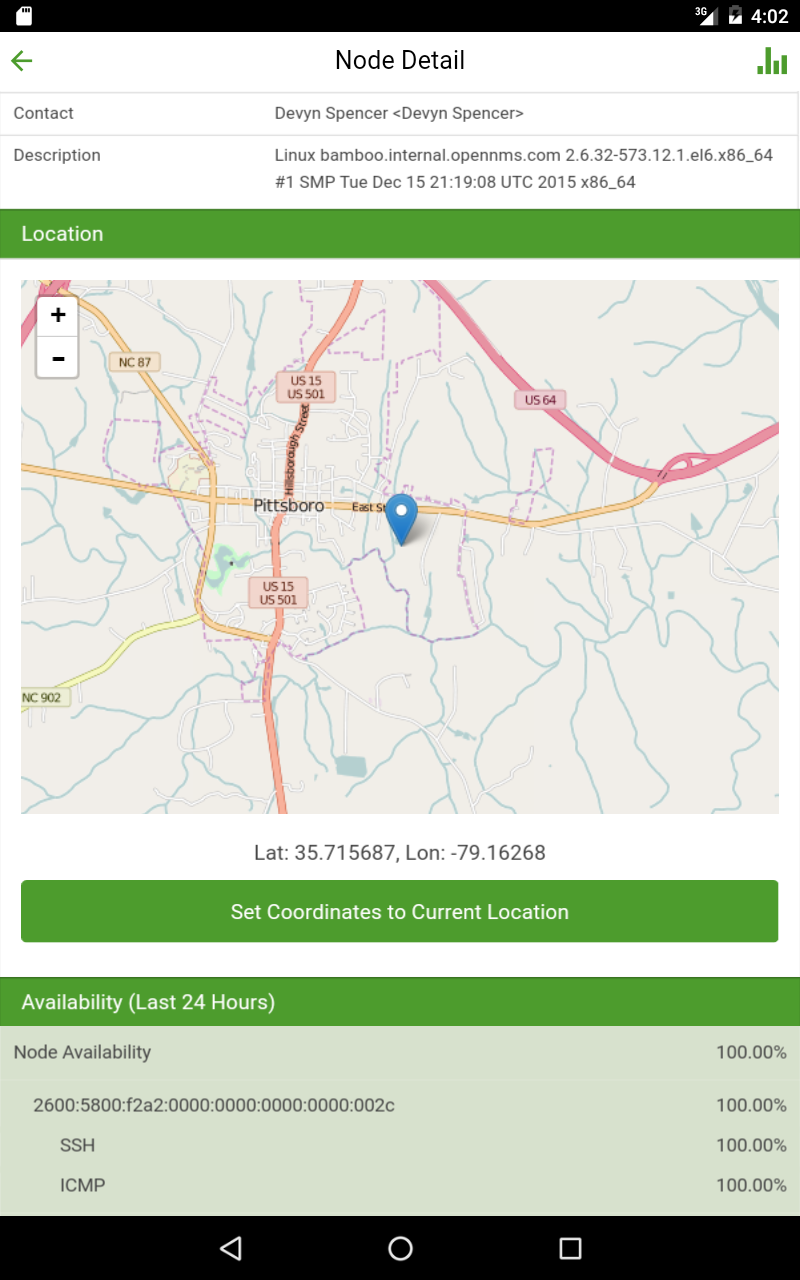 3G 4:02
Node Detail
Contact Devyn Spencer <Devyn Spencer>
Description Linux bamboo.internal.opennms.com 2.6.32-573.12.1.el6.x86_64
#1 SMP Tue Dec 15 21:19:08 UTC 2015 x86_64
Location
+
-
NC 87
US 15
US 501
US 64
Hillsborough Street
Pittsboro
East St
US 15
US 501
NC 902
Lat: 35.715687, Lon: -79.16268
Set Coordinates to Current Location
Availability (Last 24 Hours)
Node Availability 100.00%
2600:5800:f2a2:0000:0000:0000:0000:002c 100.00%
SSH 100.00%
ICMP 100.00%